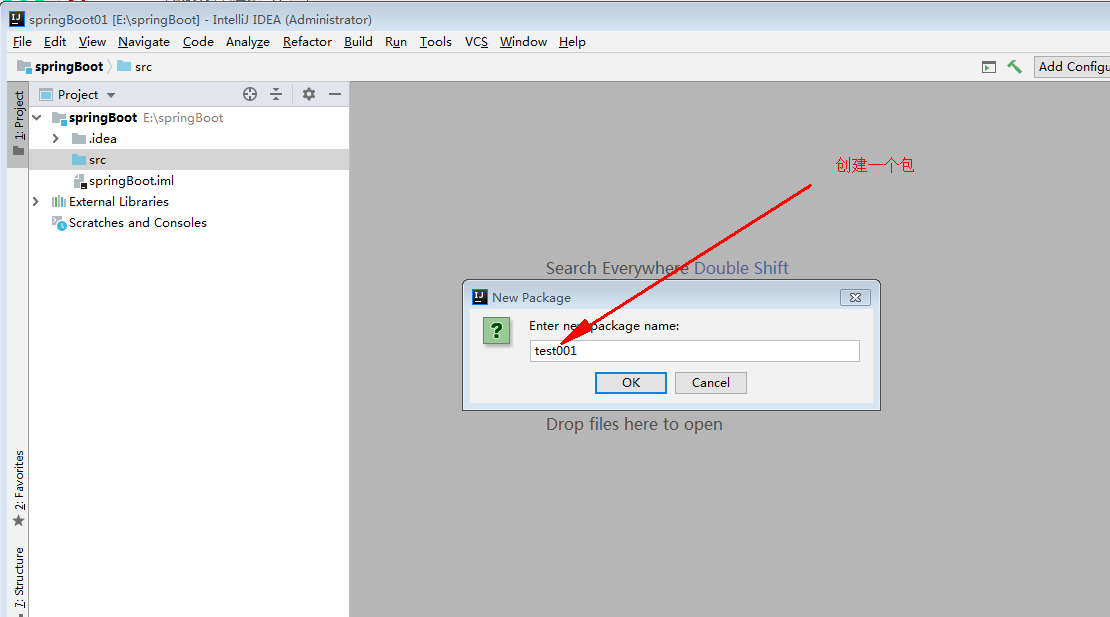 springBoot01 [E:\springBoot] - IntelliJ IDEA (Administrator)
File Edit View Navigate Code Analyze Refactor Build Run Tools VCS Window Help
springBoot src Add Configu
1: Project
Project
springBoot E:\springBoot
.idea
src
springBoot.iml
External Libraries
Scratches and Consoles
创建一个包
Search Everywhere Double Shift
New Package
Enter new package name:
test001
OK Cancel
Drop files here to open
2: Favorites
7: Structure